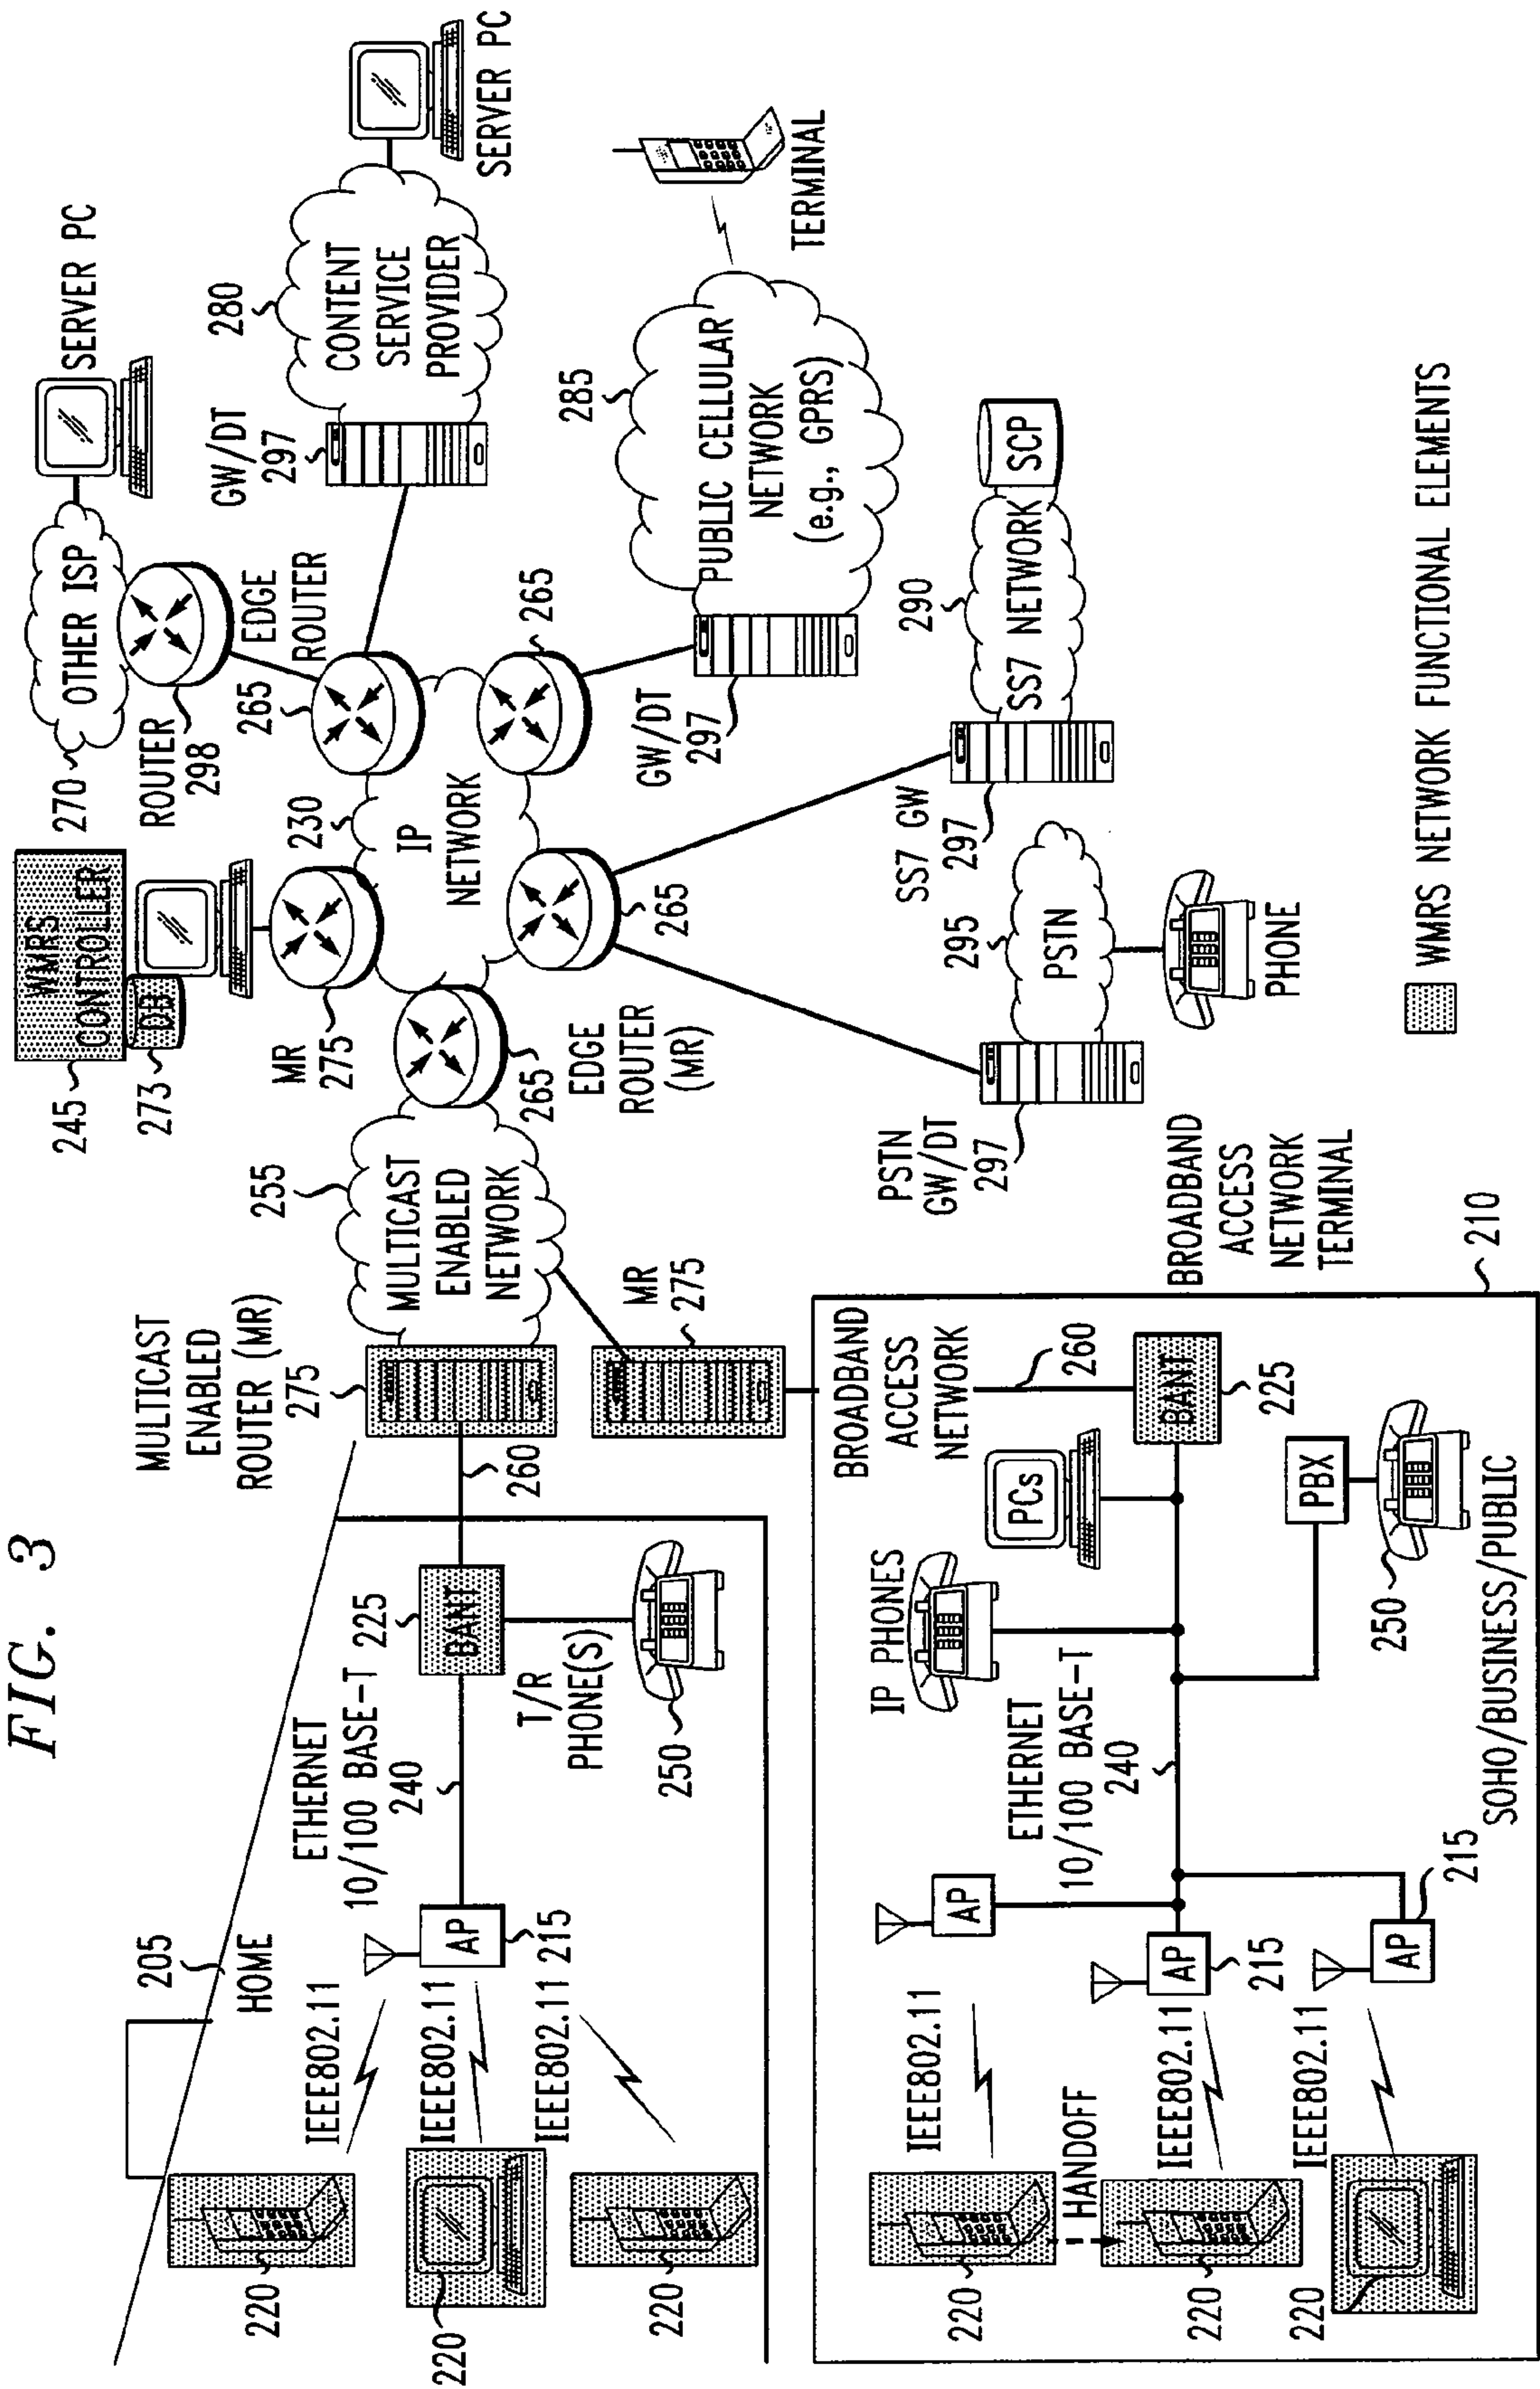 FIG. 3
205
HOME
220
220
220
IEEE802.11
IEEE802.11
IEEE802.11
AP
215
ETHERNET
10/100 BASE-T
240
225
BANT
T/R
PHONE(S)
250
260
MULTICAST
ENABLED
ROUTER (MR)
275
MR
275
255
MULTICAST
ENABLED
NETWORK
265
EDGE
ROUTER
(MR)
245
WMRS
CONTROLLER
273
DB
MR
275
230
IP
NETWORK
270
OTHER ISP
SERVER PC
ROUTER
298
265
EDGE
ROUTER
GW/DT
297
280
CONTENT
SERVICE
PROVIDER
SERVER PC
265
GW/DT
297
285
PUBLIC CELLULAR
NETWORK
(e.g., GPRS)
TERMINAL
265
SS7 GW
297
290
SS7 NETWORK
SCP
PSTN
GW/DT
297
295
PSTN
PHONE
BROADBAND
ACCESS
NETWORK
TERMINAL
210
BROADBAND
ACCESS
NETWORK
260
BANT
225
PCs
IP PHONES
PBX
250
ETHERNET
10/100 BASE-T
240
AP
AP
215
AP
215
IEEE802.11
IEEE802.11
IEEE802.11
220
HANDOFF
220
220
SOHO/BUSINESS/PUBLIC
WMRS NETWORK FUNCTIONAL ELEMENTS